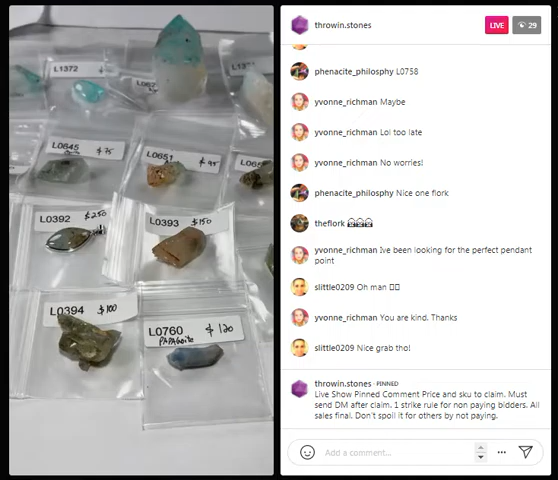 L1372
L0645 $75
L0651
L0392 $250
L0393 $150
L0394 $100
L0760 $120
PAPAGoite
throwin.stones
LIVE
29
phenacite_philosphy L0758
yvonne_richman Maybe
yvonne_richman Lol too late
yvonne_richman No worries!
phenacite_philosphy Nice one flork
theflork
yvonne_richman Ive been looking for the perfect pendant
point
slittle0209 Oh man
yvonne_richman You are kind. Thanks
slittle0209 Nice grab tho!
throwin.stones · PINNED
Live Show Pinned Comment Price and sku to claim. Must
send DM after claim. 1 strike rule for non paying bidders. All
sales final. Don't spoil it for others by not paying.
Add a comment...